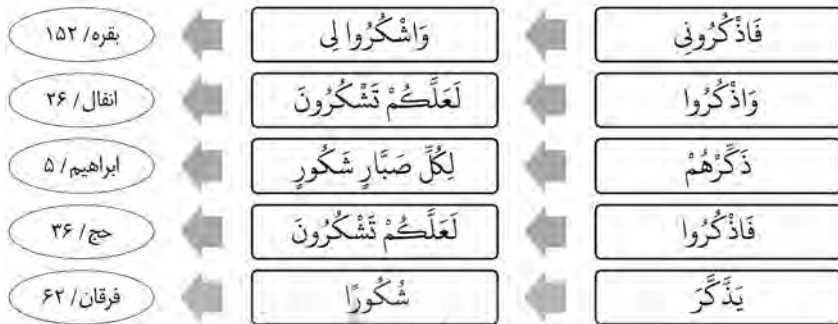 فَاذْكُرُونِى وَاشْكُرُوا لِى بقره/ ۱۵۲
وَاذْكُرُوا لَعَلَّكُمْ تَشْكُرُونَ انفال/ ۲۶
ذَكِّرْهُمْ لِكُلِّ صَبَّارٍ شَكُورٍ ابراهیم/ ۵
فَاذْكُرُوا لَعَلَّكُمْ تَشْكُرُونَ حج/ ۳۶
يَذَّكَّرَ شُكُورًا فرقان/ ۶۲